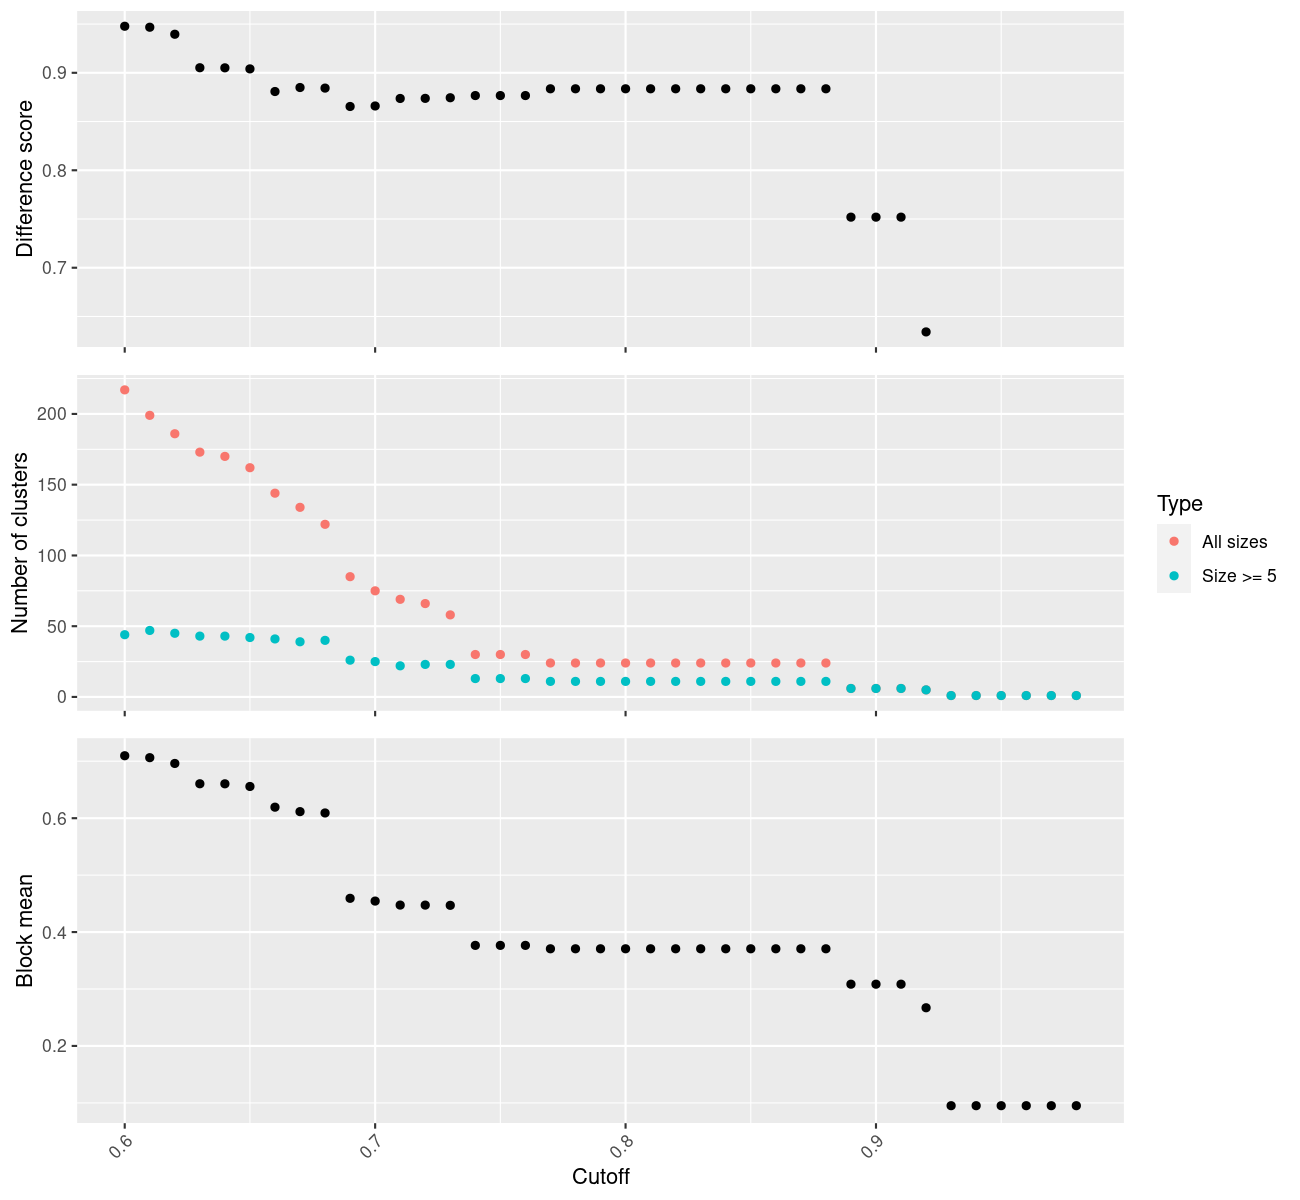 Difference score
0.9
0.8
0.7
Number of clusters
200
150
100
50
0
Type
All sizes
Size >= 5
Block mean
0.6
0.4
0.2
0.6
0.7
0.8
0.9
Cutoff